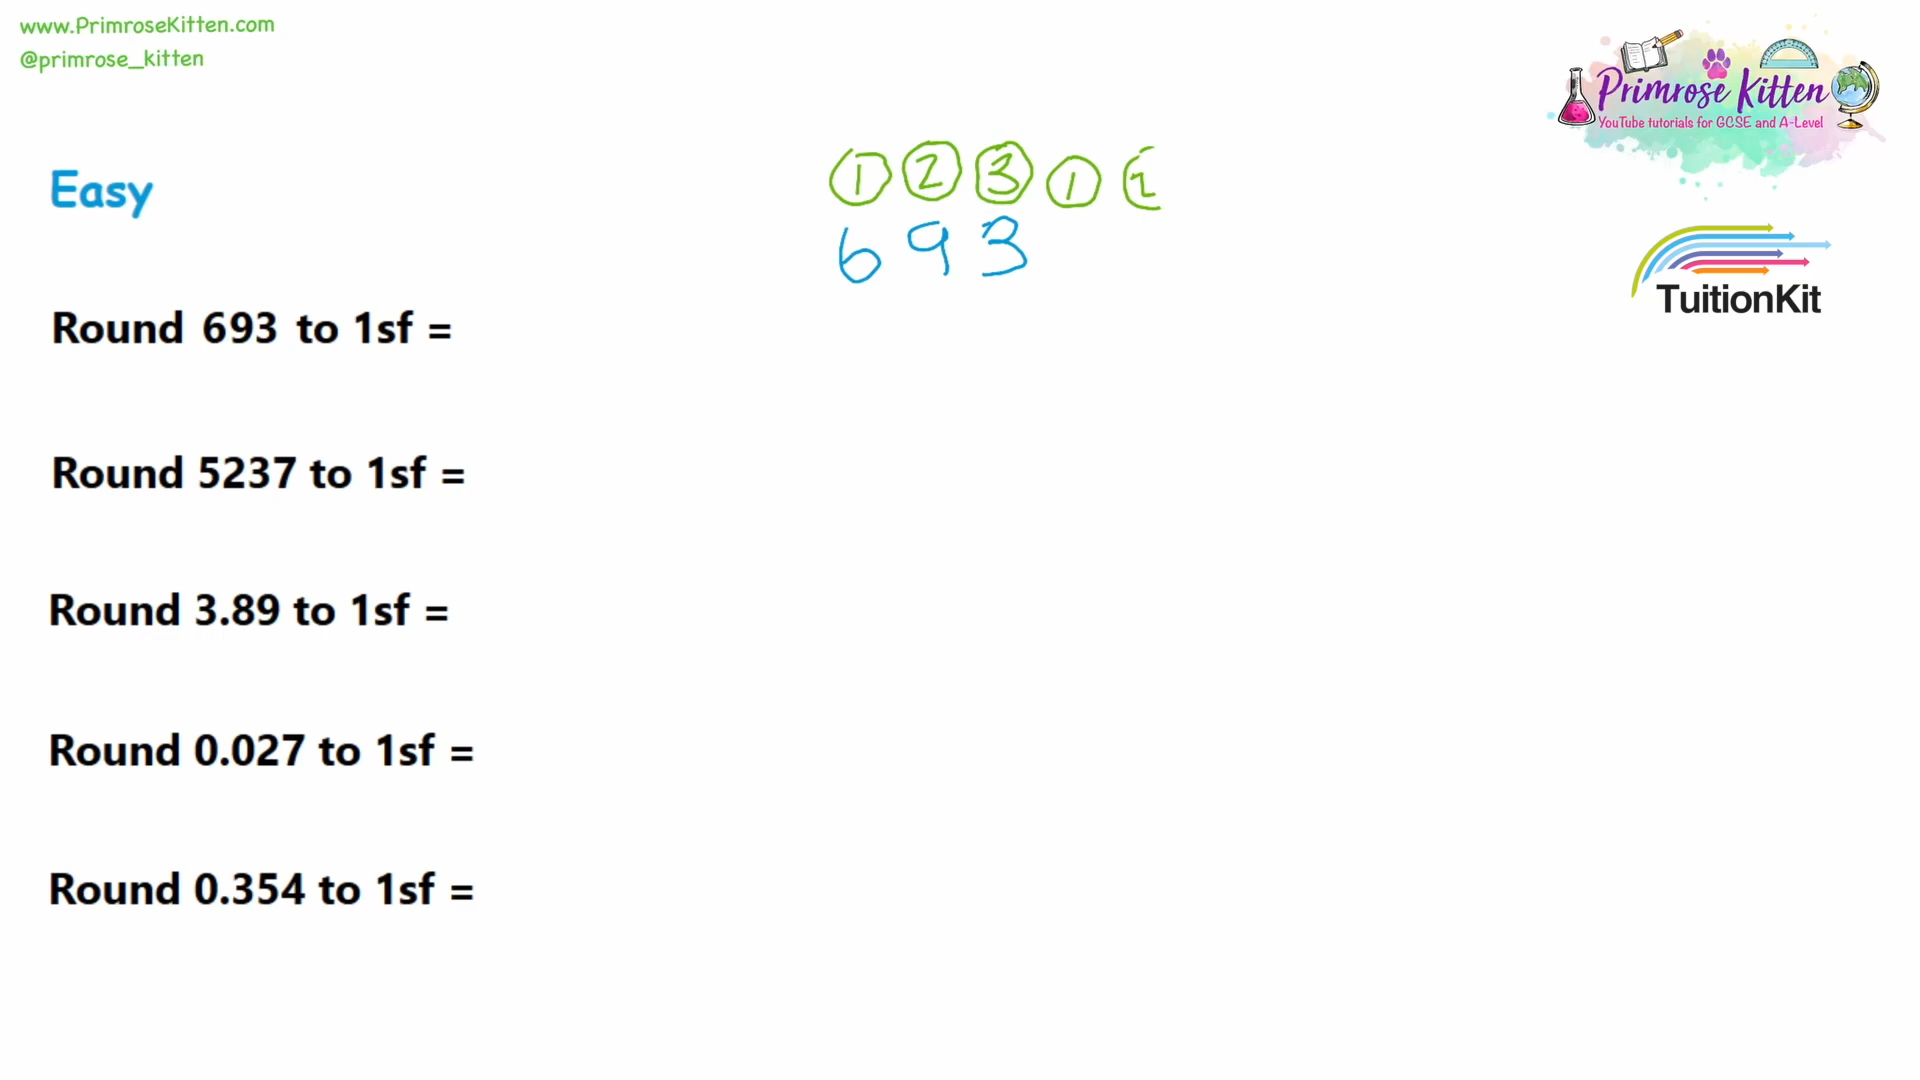 www.PrimroseKitten.com
@primrose_kitten
Primrose Kitten
YouTube tutorials for GCSE and A-Level
Easy
1 2 3 1
6 9 3
TuitionKit
Round 693 to 1sf =
Round 5237 to 1sf =
Round 3.89 to 1sf =
Round 0.027 to 1sf =
Round 0.354 to 1sf =